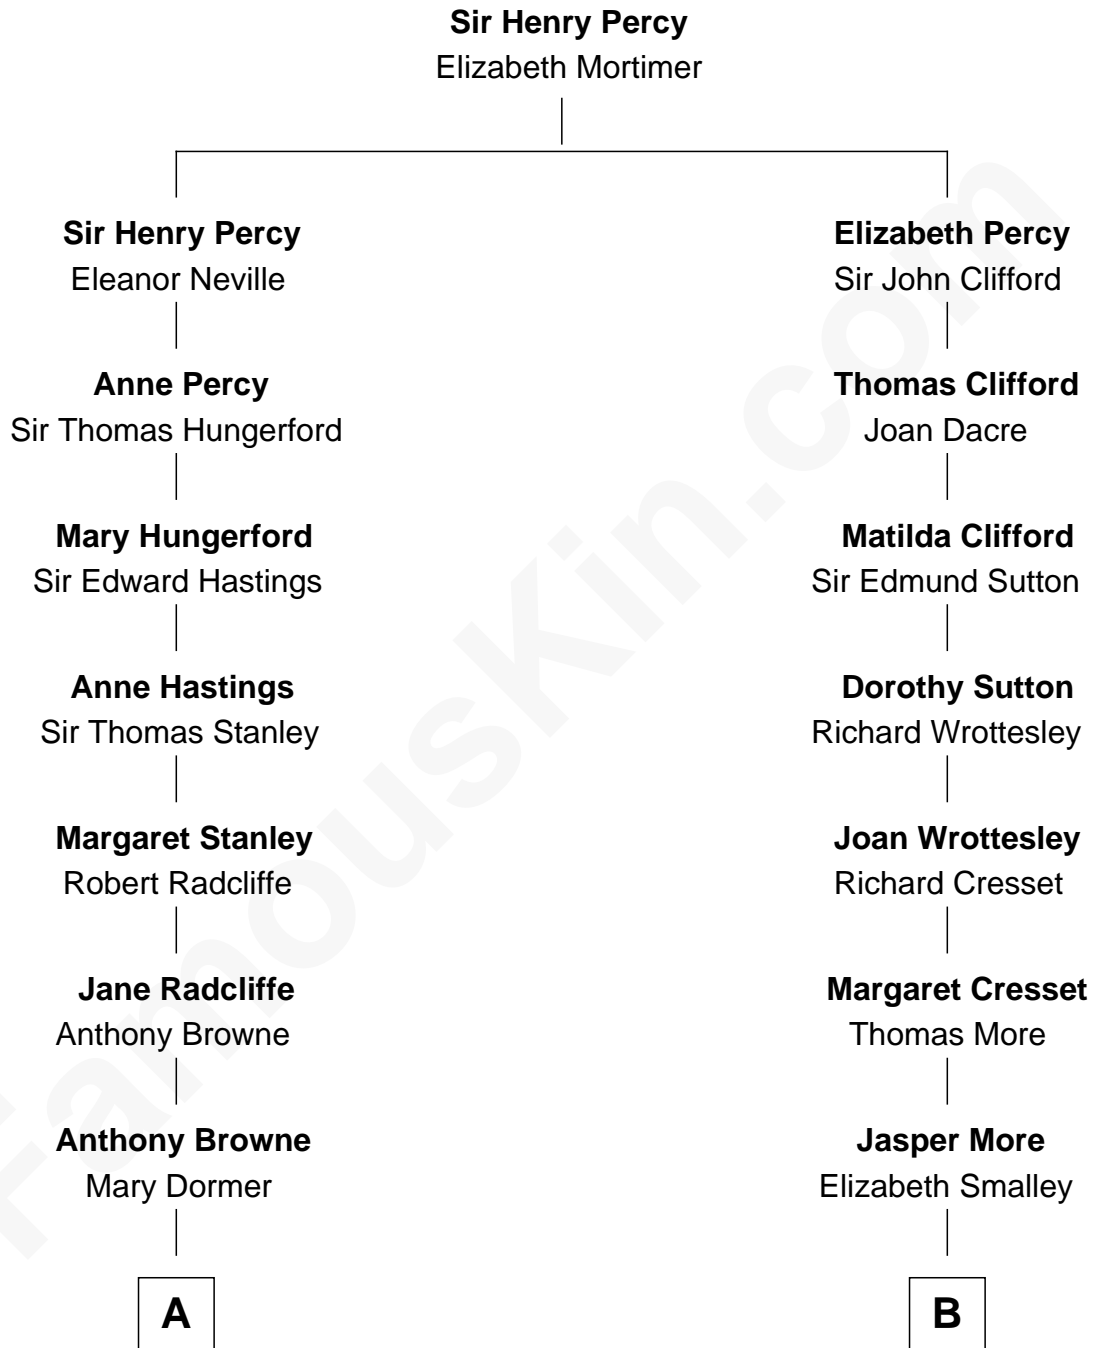 Sir Henry Percy
Elizabeth Mortimer
Sir Henry Percy
Eleanor Neville
Elizabeth Percy
Sir John Clifford
Anne Percy
Sir Thomas Hungerford
Thomas Clifford
Joan Dacre
Mary Hungerford
Sir Edward Hastings
Matilda Clifford
Sir Edmund Sutton
Anne Hastings
Sir Thomas Stanley
Dorothy Sutton
Richard Wrottesley
Margaret Stanley
Robert Radcliffe
Joan Wrottesley
Richard Cresset
Jane Radcliffe
Anthony Browne
Margaret Cresset
Thomas More
Anthony Browne
Mary Dormer
Jasper More
Elizabeth Smalley
A
B
FamousKin.com